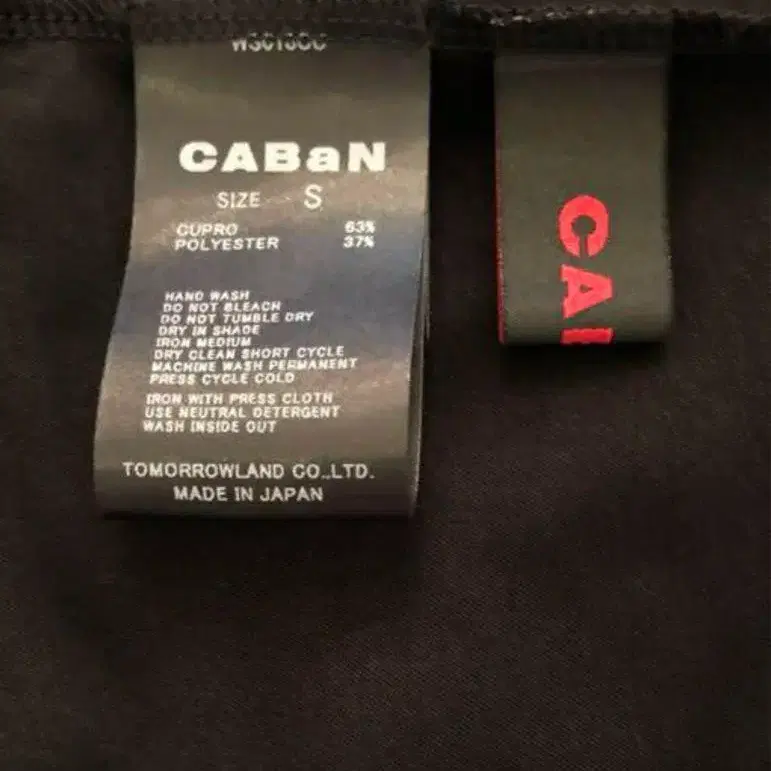 CABaN
SIZE S
CUPRO 63%
POLYESTER 37%
HAND WASH
DO NOT BLEACH
DO NOT TUMBLE DRY
DRY IN SHADE
IRON MEDIUM
DRY CLEAN SHORT CYCLE
MACHINE WASH PERMANENT
PRESS CYCLE COLD
IRON WITH PRESS CLOTH
USE NEUTRAL DETERGENT
WASH INSIDE OUT
TOMORROWLAND CO.,LTD.
MADE IN JAPAN
CA